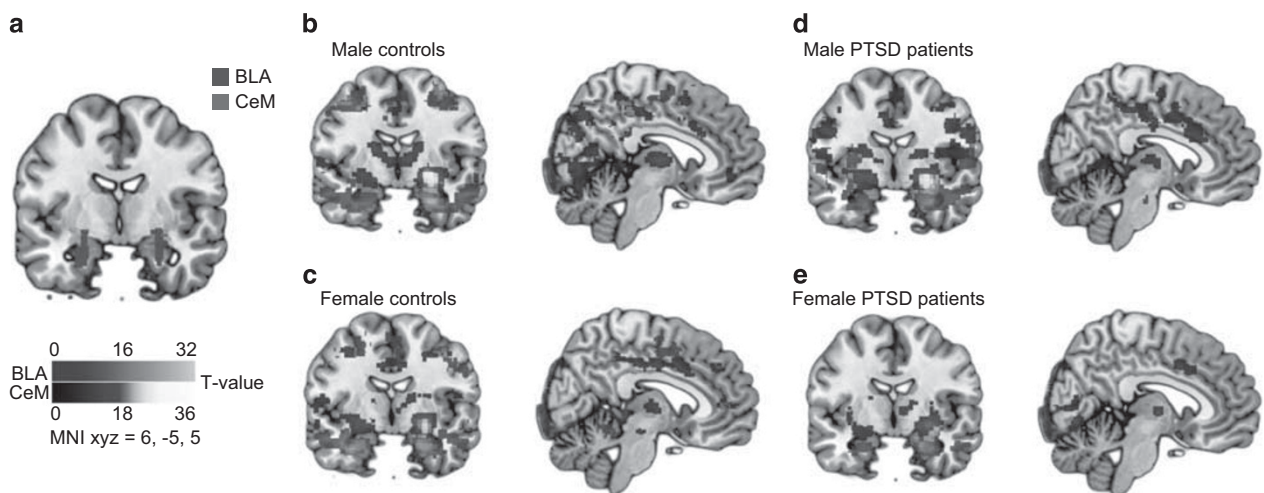 a
BLA
CeM
0 16 32
BLA
CeM
T-value
0 18 36
MNI xyz = 6, -5, 5
b
Male controls
c
Female controls
d
Male PTSD patients
e
Female PTSD patients